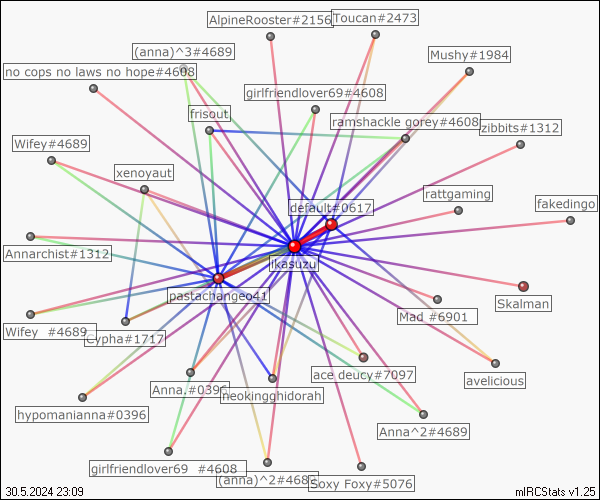 AlpineRooster#2156
Toucan#2473
(anna)^3#4689
Mushy#1984
no cops no laws no hope#4608
girlfriendlover69#4608
frisout
ramshackle gorey#4608
zibbits#1312
Wifey#4689
xenoyaut
rattgaming
default#0617
fakedingo
Annarchist#1312
ikasuzu
pastachangeo41
Skalman
Mad #6901
Wifey #4689
Cypha#1717
ace deucy#7097
avelicious
Anna.#0396
neokingghidorah
hypomanianna#0396
Anna^2#4689
girlfriendlover69 #4608
(anna)^2#4689
Soxy Foxy#5076
30.5.2024 23:09
mIRCStats v1.25